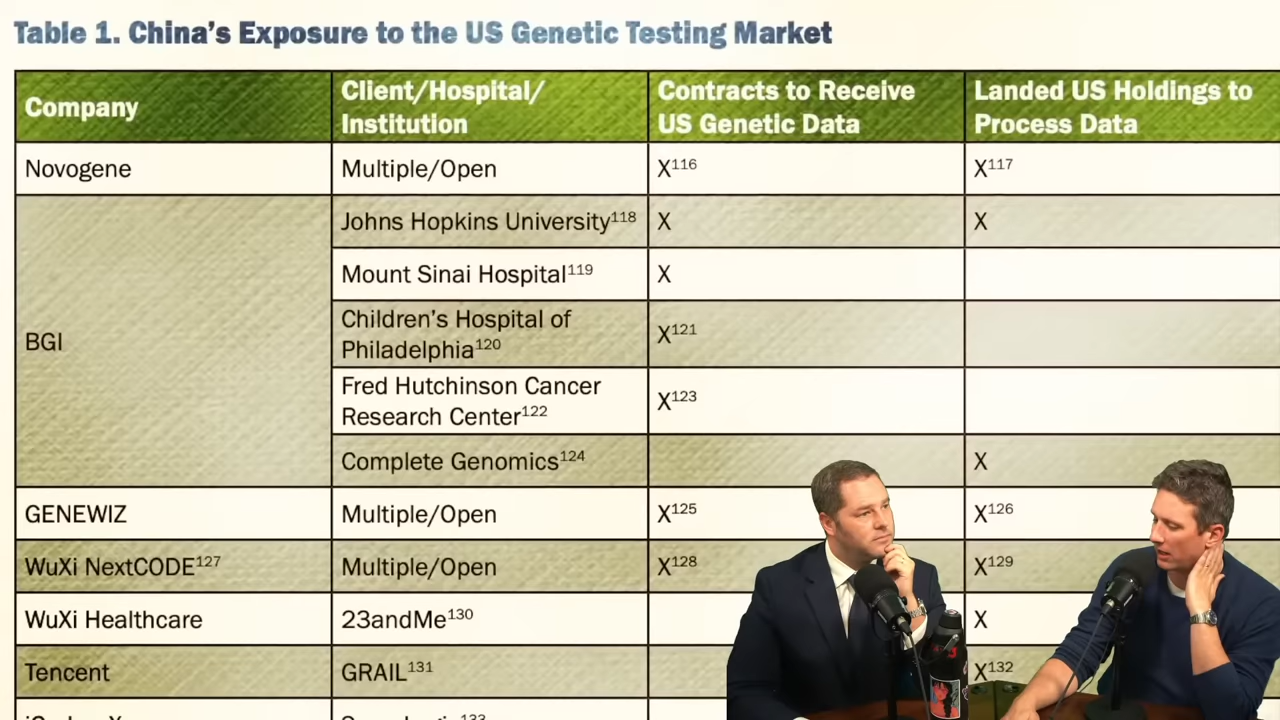 Table 1. China's Exposure to the US Genetic Testing Market
Company
Client/Hospital/
Institution
Contracts to Receive
US Genetic Data
Landed US Holdings to
Process Data
Novogene
Multiple/Open
X116
X117
BGI
Johns Hopkins University118
X
X
Mount Sinai Hospital119
X
Children's Hospital of
Philadelphia120
X121
Fred Hutchinson Cancer
Research Center122
X123
Complete Genomics124
X
GENEWIZ
Multiple/Open
X125
X126
WuXi NextCODE127
Multiple/Open
X128
X129
WuXi Healthcare
23andMe130
X
Tencent
GRAIL131
X132